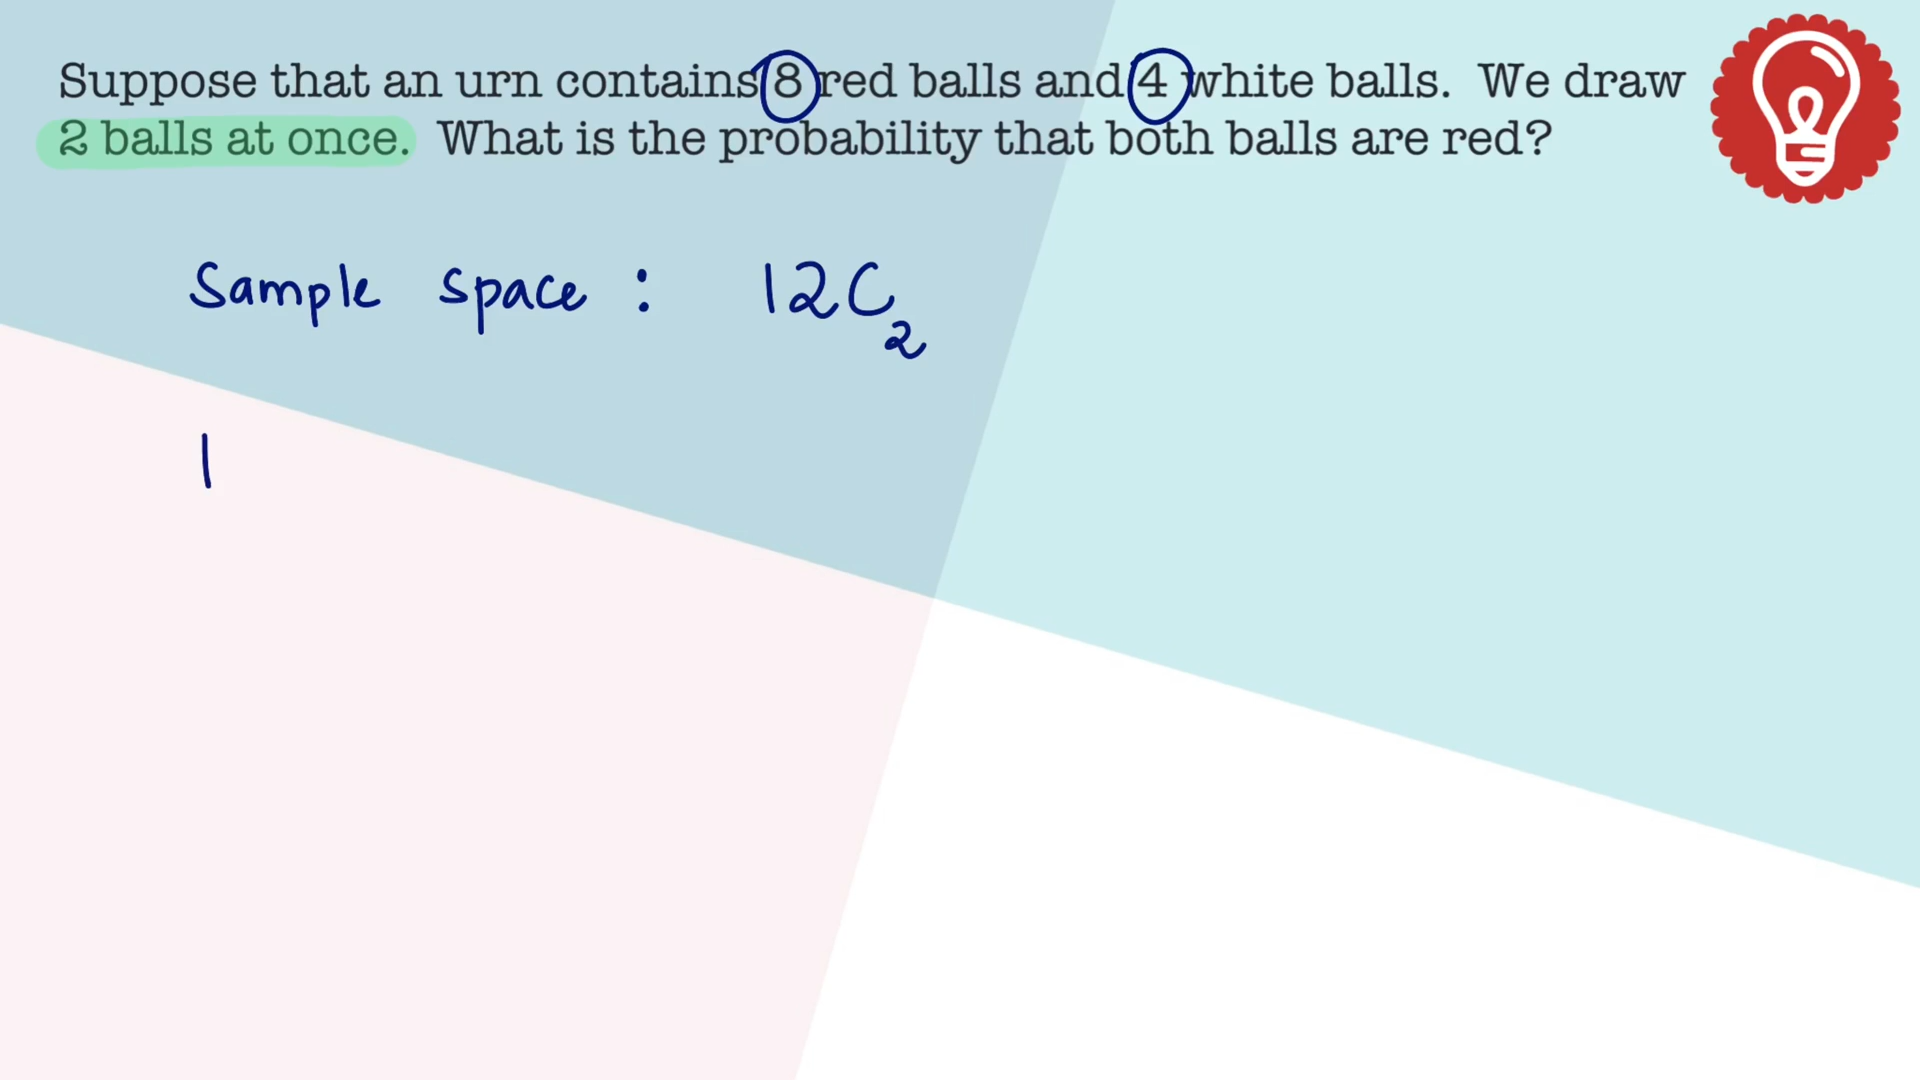 Suppose that an urn contains 8 red balls and 4 white balls. We draw
2 balls at once. What is the probability that both balls are red?
Sample space : 12C₂